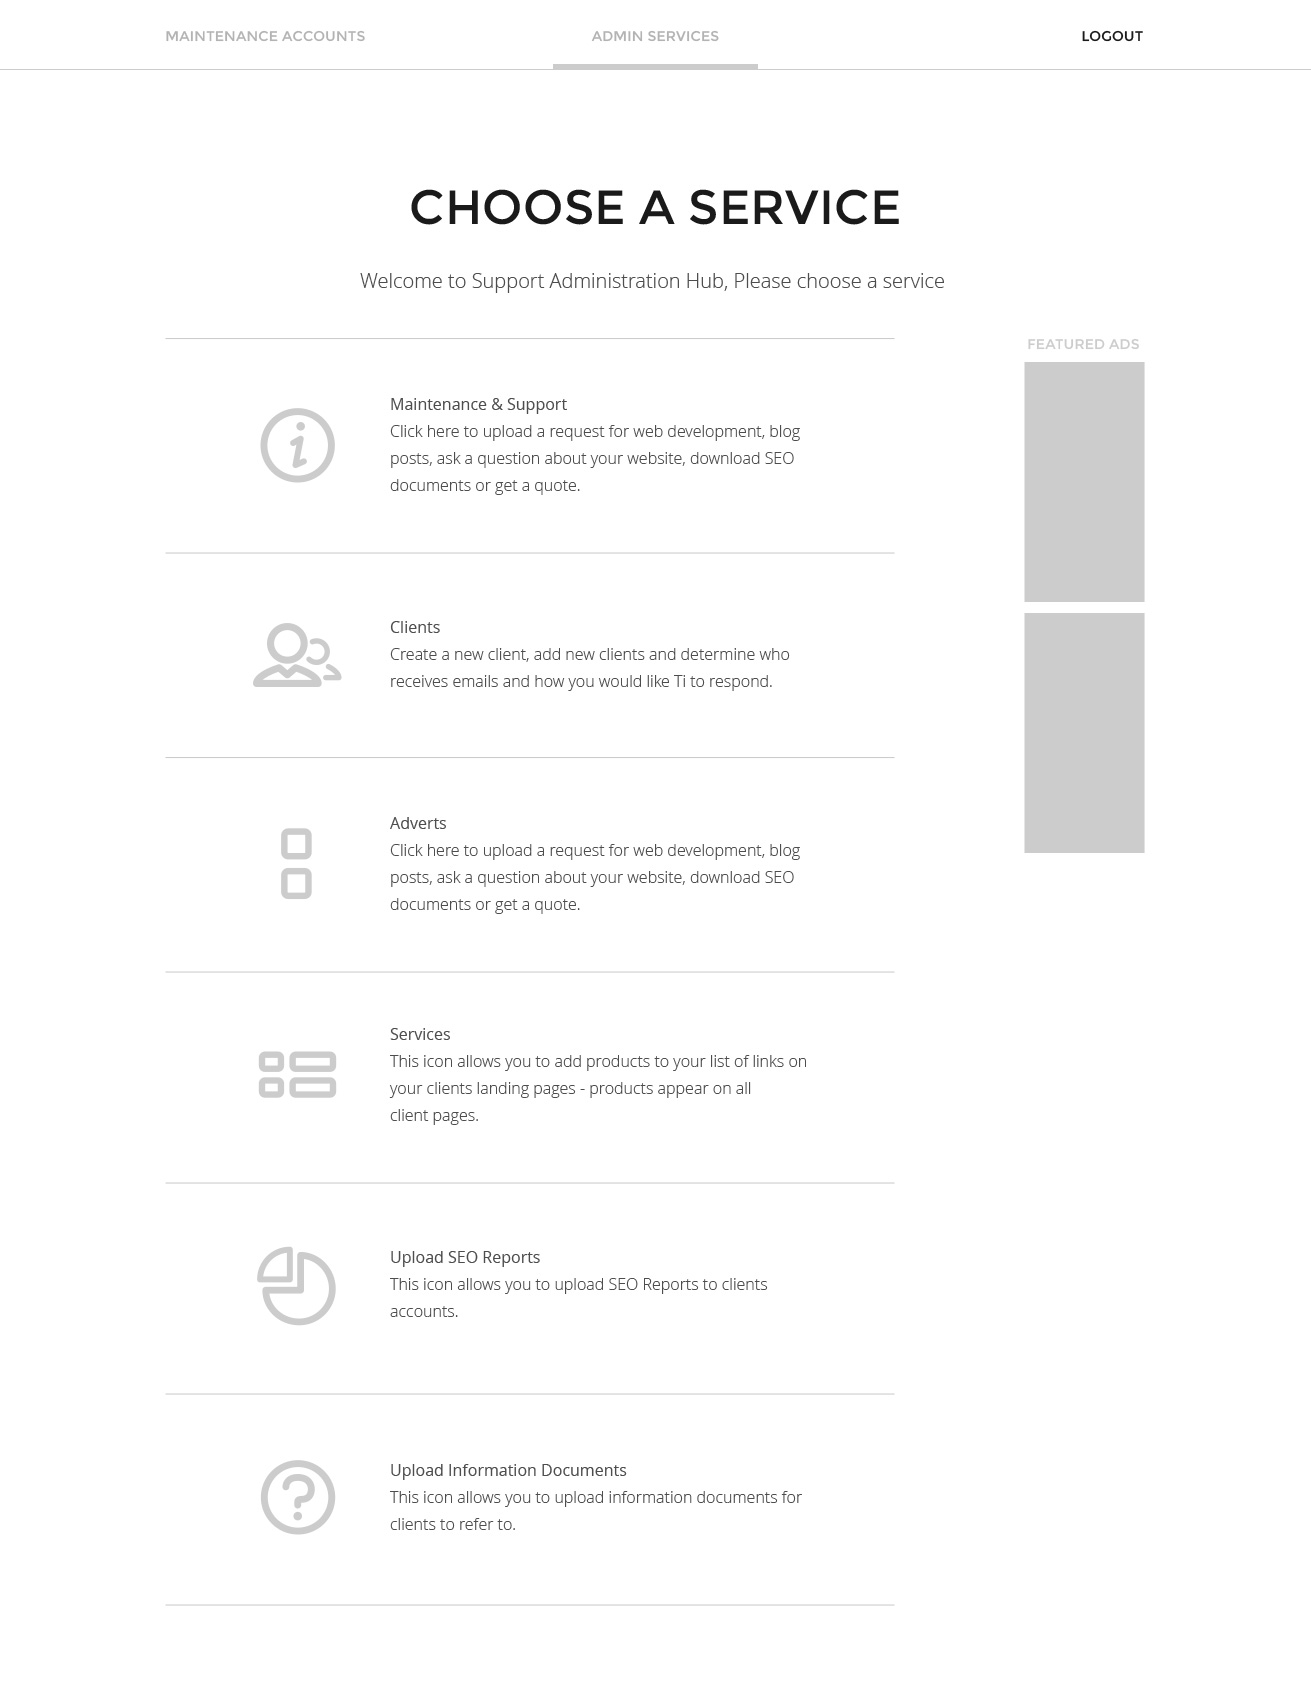 MAINTENANCE ACCOUNTS
ADMIN SERVICES
LOGOUT
CHOOSE A SERVICE
Welcome to Support Administration Hub, Please choose a service
FEATURED ADS
Maintenance & Support
Click here to upload a request for web development, blog
posts, ask a question about your website, download SEO
documents or get a quote.
Clients
Create a new client, add new clients and determine who
receives emails and how you would like Ti to respond.
Adverts
Click here to upload a request for web development, blog
posts, ask a question about your website, download SEO
documents or get a quote.
Services
This icon allows you to add products to your list of links on
your clients landing pages - products appear on all
client pages.
Upload SEO Reports
This icon allows you to upload SEO Reports to clients
accounts.
Upload Information Documents
This icon allows you to upload information documents for
clients to refer to.